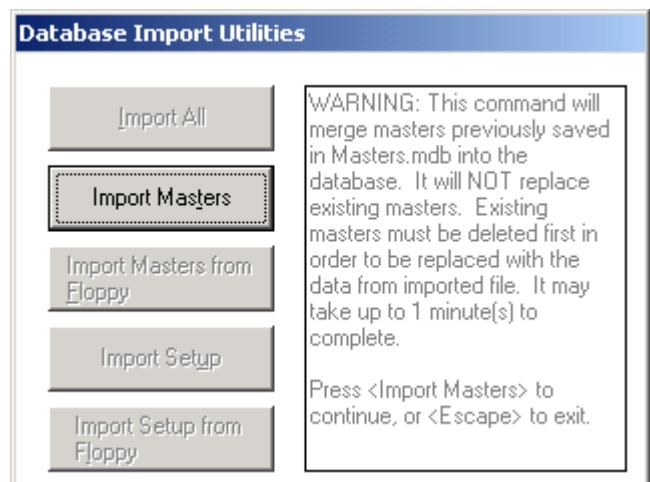 Database Import Utilities
Import All
Import Masters
Import Masters from
Floppy
Import Setup
Import Setup from
Floppy
WARNING: This command will
merge masters previously saved
in Masters.mdb into the
database.  It will NOT replace
existing masters.  Existing
masters must be deleted first in
order to be replaced with the
data from imported file.  It may
take up to 1 minute(s) to
complete.
Press <Import Masters> to
continue, or <Escape> to exit.